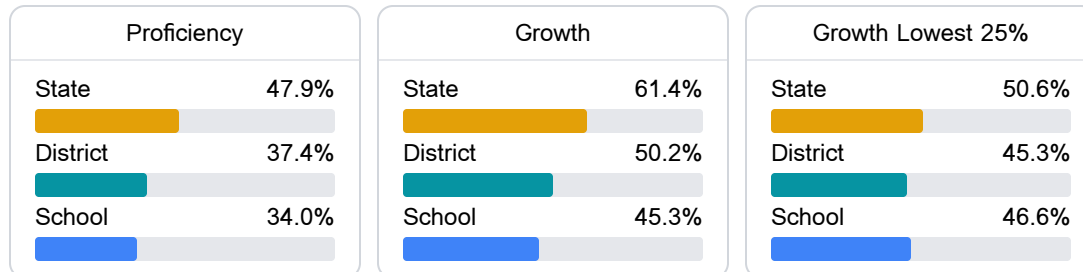 Proficiency
State 47.9%
District 37.4%
School 34.0%
Growth
State 61.4%
District 50.2%
School 45.3%
Growth Lowest 25%
State 50.6%
District 45.3%
School 46.6%